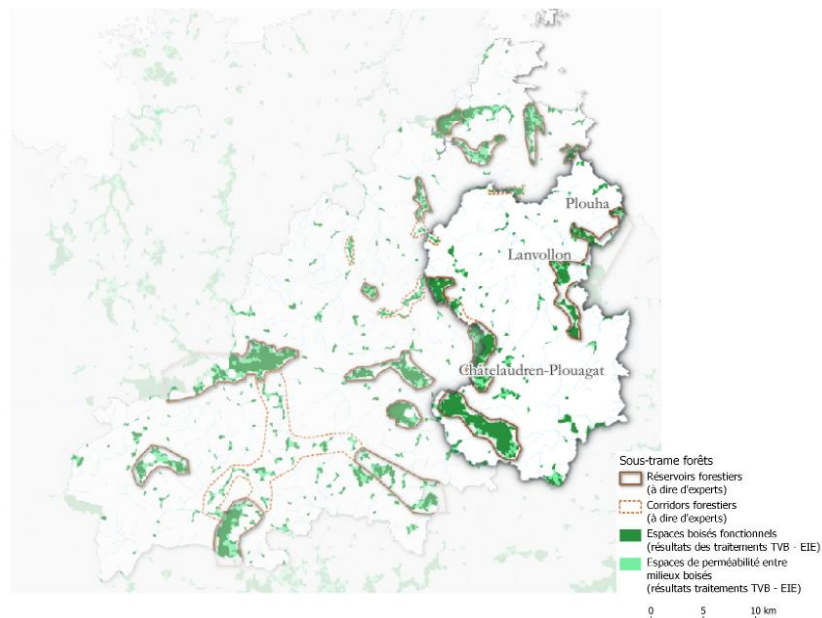 Plouha
Lanvollon
Châtelaudren-Plouagat
Sous-trame forêts
Réservoirs forestiers
(à dire d'experts)
Corridors forestiers
(à dire d'experts)
Espaces boisés fonctionnels
(résultats des traitements TVB - EIE)
Espaces de perméabilité entre
milieux boisés
(résultats traitements TVB - EIE)
0 5 10 km